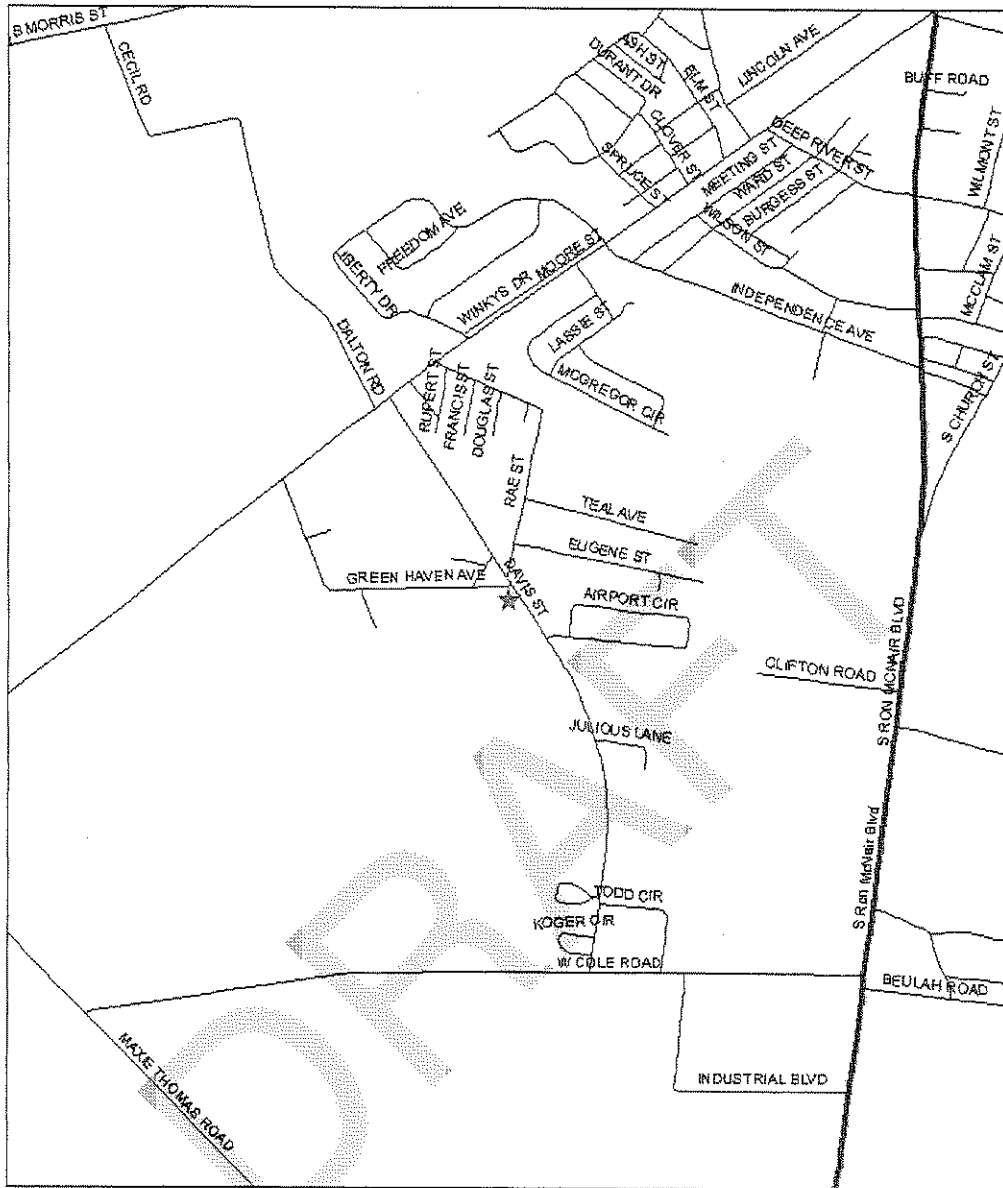 S MORRIS ST
CECIL RD
49H ST
DURANT DR
ELM ST
LINCOLN AVE
BUFF ROAD
CLOVER ST
SPRUCE S
DEEP RIVER ST
MEETING ST
WARD ST
BURGESS ST
WILSON ST
WILMONT ST
FREEDOM AVE
LIBERTY DR
WINKYS DR
MOORE ST
MCCLAM ST
INDEPENDENCE AVE
LASSIE ST
DALTON RD
MCGREGOR CIR
RUPERT ST
FRANCIS ST
DOUGLAS ST
S CHURCH ST
RAE ST
TEAL AVE
EUGENE ST
GREEN HAVEN AVE
DAVIS ST
AIRPORT CIR
CLIFTON ROAD
S RON MCNAIR BLVD
JULIOUS LANE
S Ron McNair Blvd
TODD CIR
KOGER CIR
W COLE ROAD
BEULAH ROAD
MAXIE THOMAS ROAD
INDUSTRIAL BLVD
DRAFT